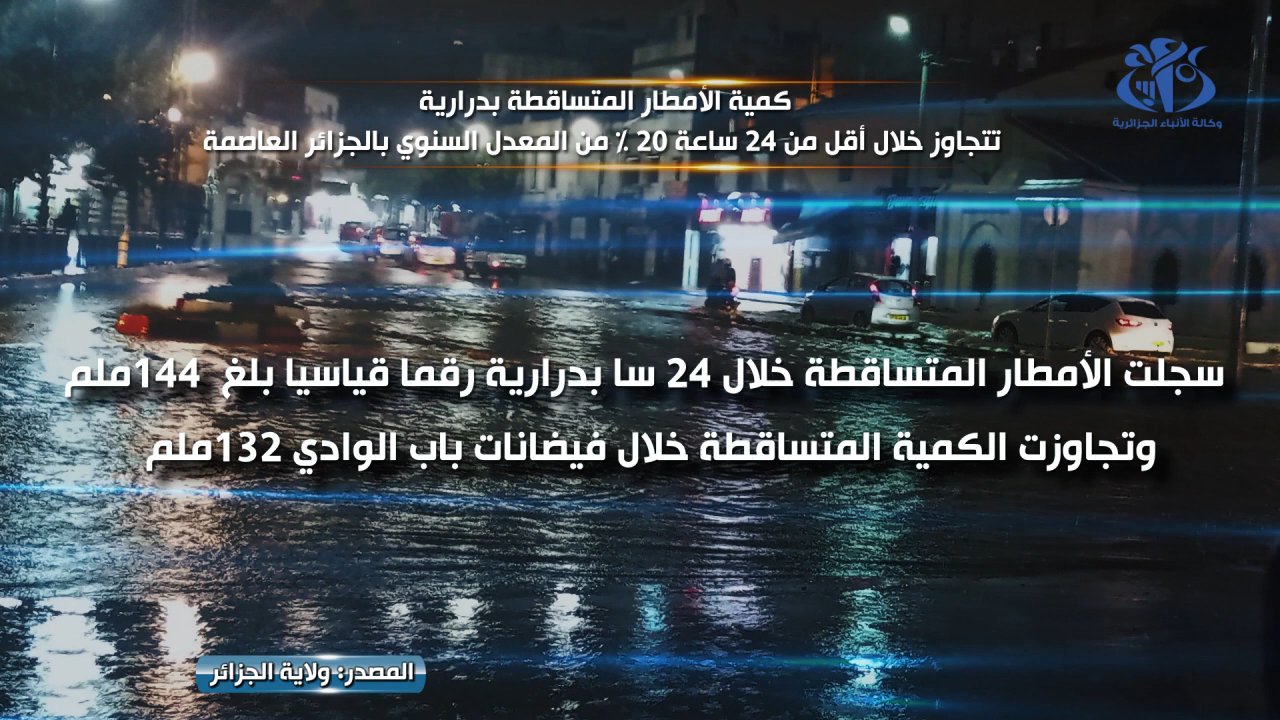 وكالة الأنباء الجزائرية
كمية الأمطار المتساقطة بدرارية
تتجاوز خلال أقل من 24 ساعة 20 ٪ من المعدل السنوي بالجزائر العاصمة
سجلت الأمطار المتساقطة خلال 24 سا بدرارية رقما قياسيا بلغ 144ملم
وتجاوزت الكمية المتساقطة خلال فيضانات باب الوادي 132ملم
المصدر: ولاية الجزائر